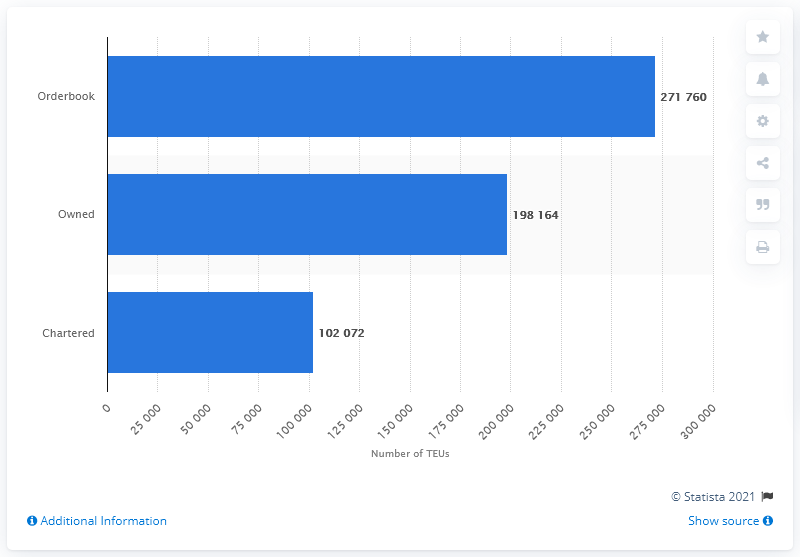 Orderbook
271 760
Owned
198 164
Chartered
102 072
0
25 000
50 000
75 000
100 000
125 000
150 000
175 000
200 000
225 000
250 000
275 000
300 000
Number of TEUs
© Statista 2021
Additional Information
Show source